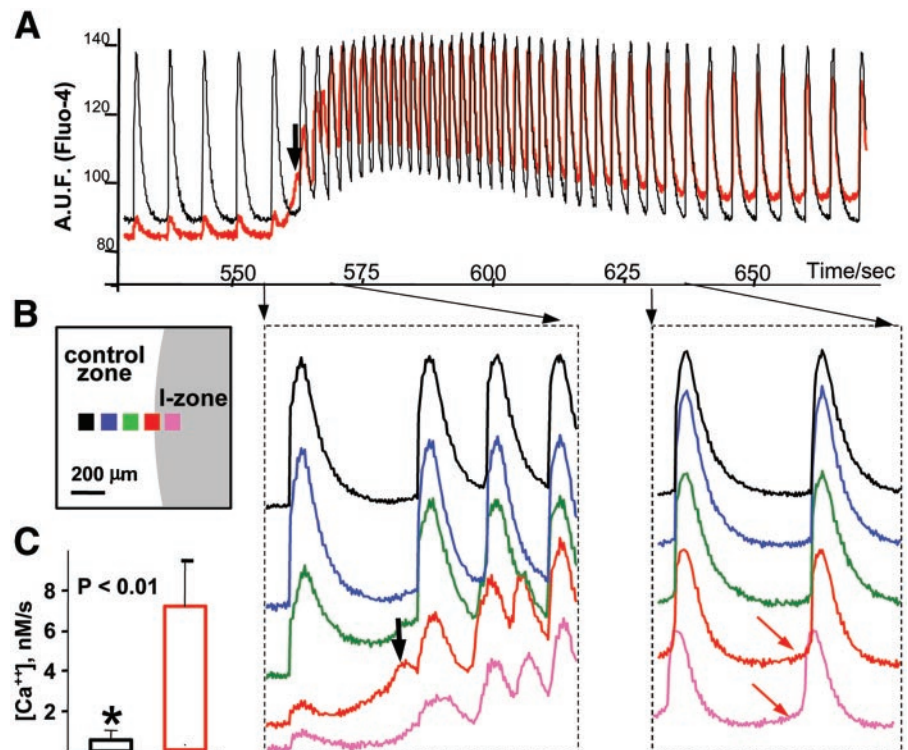 A
A.U.F. (Fluo-4)
140
120
100
80
550 575 600 625 650 Time/sec
B
control
zone
I-zone
200 μm
C
P < 0.01
[Ca⁺⁺], nM/s
8
6
4
2
*